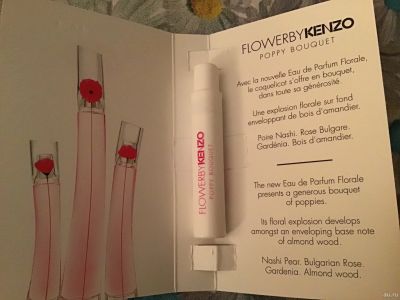 FLOWERBYKENZO
POPPY BOUQUET
FLOWERBYKENZO
POPPY BOUQUET
Avec la nouvelle Eau de Parfum Florale,
le coquelicot s'offre en bouquet,
dans toute sa générosité.
Une explosion florale sur fond
enveloppant de bois d'amandier.
Poire Nashi. Rose Bulgare.
Gardénia. Bois d'amandier.
The new Eau de Parfum Florale
presents a generous bouquet
of poppies.
Its floral explosion develops
amongst an enveloping base note
of almond wood.
Nashi Pear. Bulgarian Rose.
Gardenia. Almond wood.